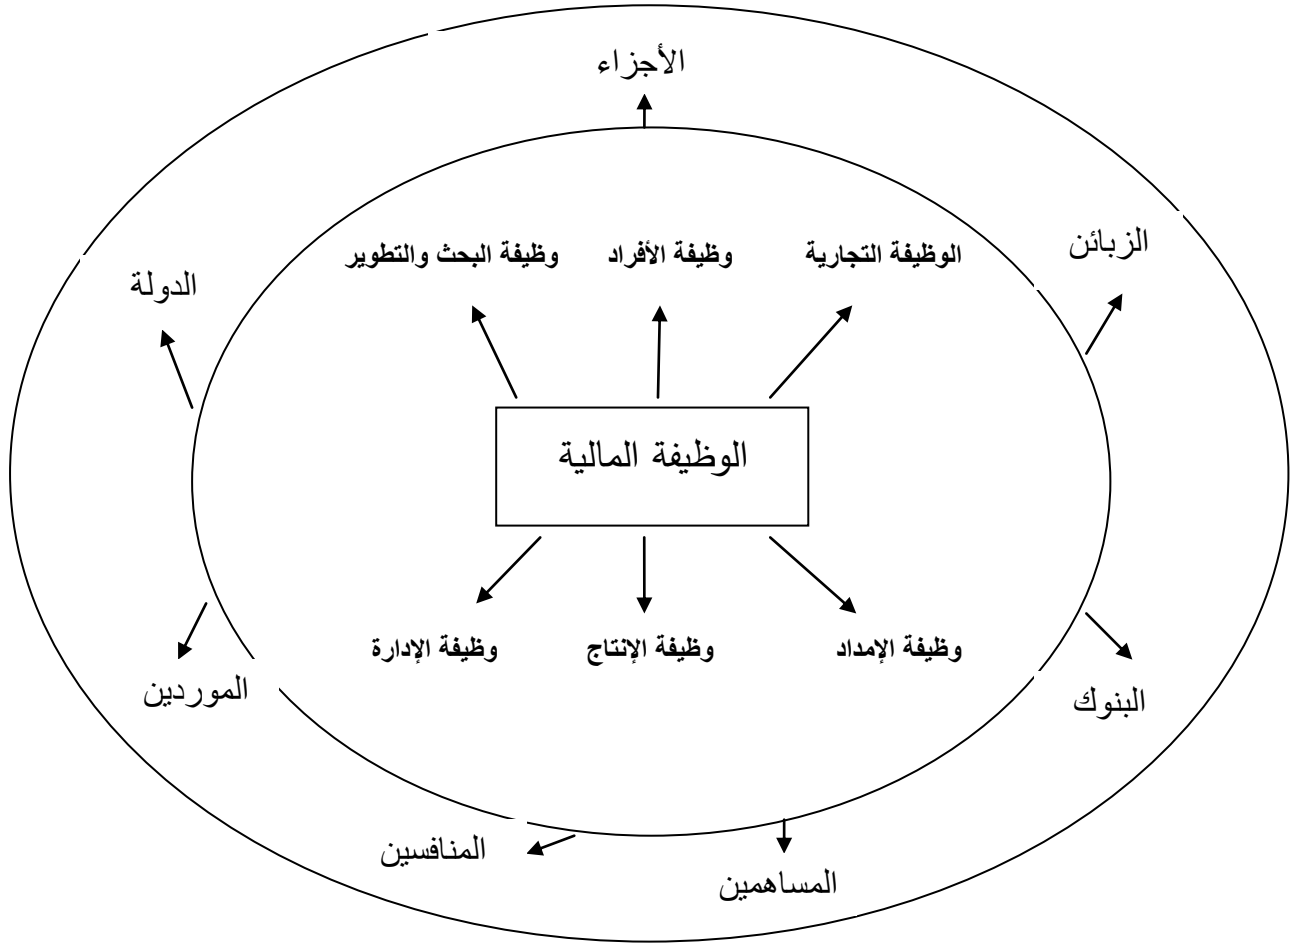 الأجزاء
الزبائن
الدولة
الوظيفة التجارية
وظيفة الأفراد
وظيفة البحث والتطوير
الوظيفة المالية
وظيفة الإمداد
وظيفة الإنتاج
وظيفة الإدارة
البنوك
الموردين
المساهمين
المنافسين